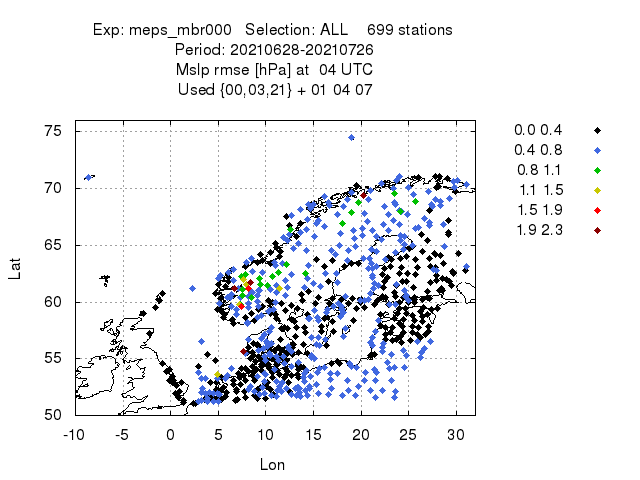 Exp: meps_mbr000   Selection: ALL    699 stations
Period: 20210628-20210726
Mslp rmse [hPa] at  04 UTC
Used {00,03,21} + 01 04 07
75
70
65
60
55
50
Lat
-10 -5 0 5 10 15 20 25 30
Lon
0.0 0.4
0.4 0.8
0.8 1.1
1.1 1.5
1.5 1.9
1.9 2.3